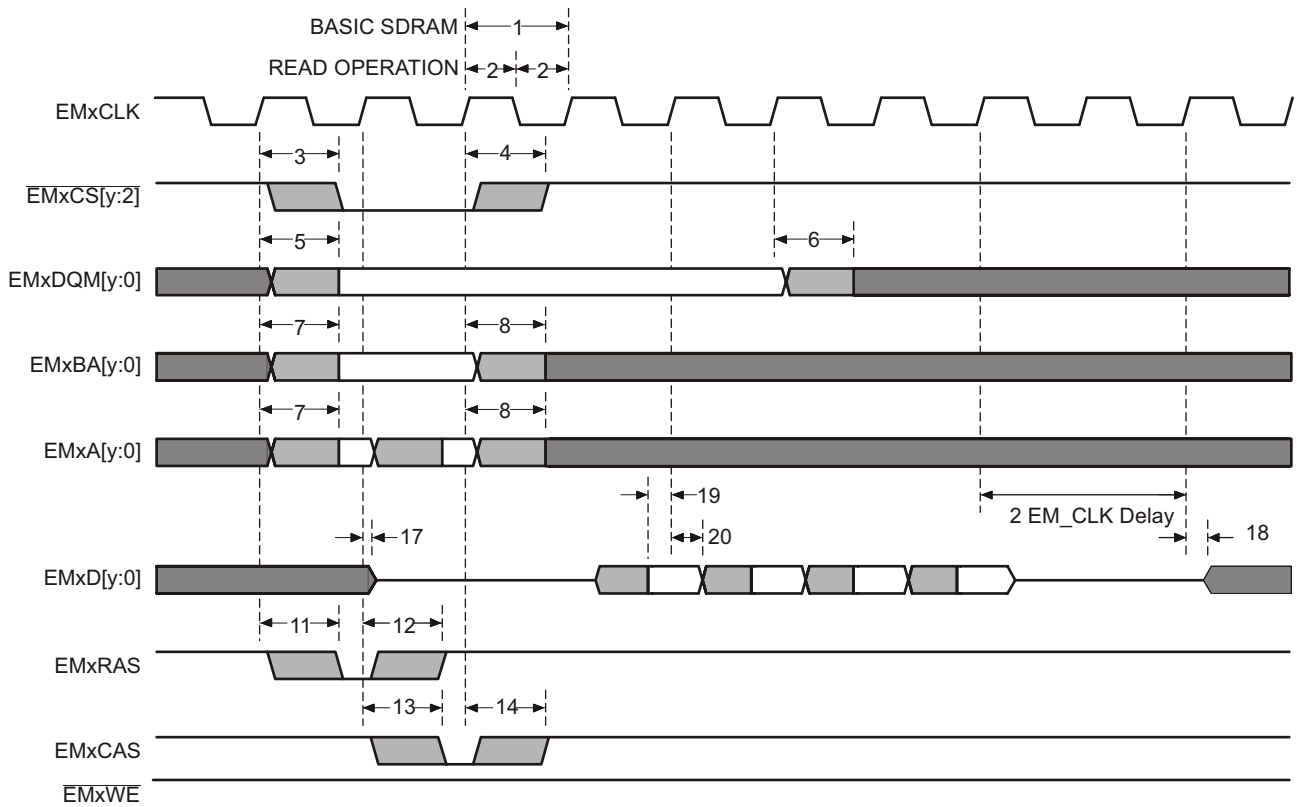 BASIC SDRAM 1
READ OPERATION 2 2
EMxCLK
3 4
EMxCS[y:2]
5 6
EMxDQM[y:0]
7 8
EMxBA[y:0]
7 8
EMxA[y:0]
19
2 EM_CLK Delay
17 20 18
EMxD[y:0]
11 12
EMxRAS
13 14
EMxCAS
EMxWE